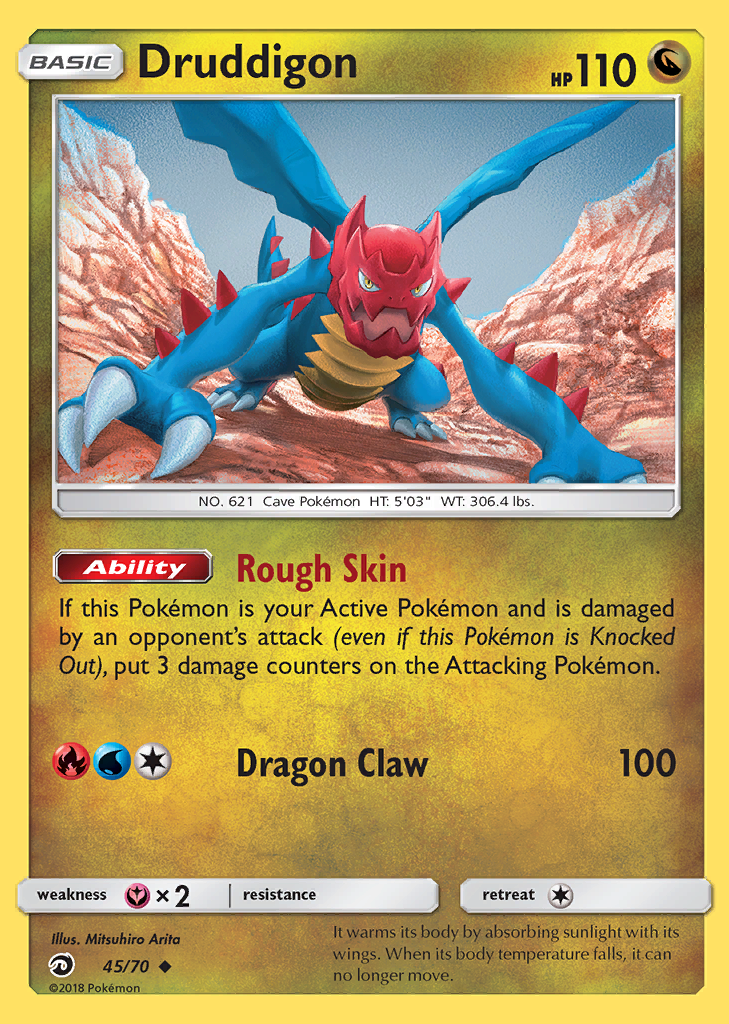 BASIC
Druddigon
HP 110
NO. 621 Cave Pokémon HT: 5'03" WT: 306.4 lbs.
Ability Rough Skin
If this Pokémon is your Active Pokémon and is damaged
by an opponent's attack (even if this Pokémon is Knocked
Out), put 3 damage counters on the Attacking Pokémon.
Dragon Claw 100
weakness × 2 resistance retreat
Illus. Mitsuhiro Arita
45/70
©2018 Pokémon
It warms its body by absorbing sunlight with its
wings. When its body temperature falls, it can
no longer move.